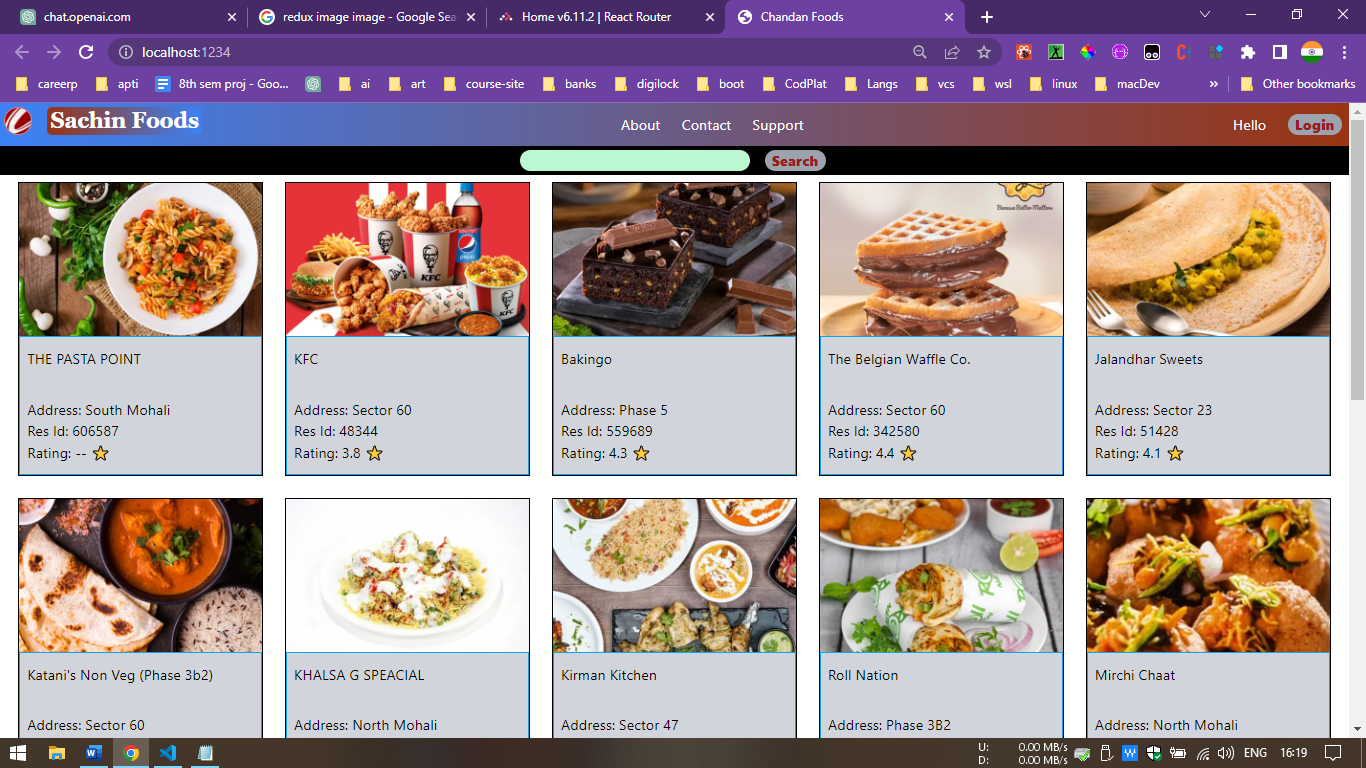 chat.openai.com
redux image image - Google Sea
Home v6.11.2 | React Router
Chandan Foods
localhost:1234
careerp
apti
8th sem proj - Goo...
ai
art
course-site
banks
digilock
boot
CodPlat
Langs
vcs
wsl
linux
macDev
»
Other bookmarks
Sachin Foods
About
Contact
Support
Hello
Login
Search
THE PASTA POINT
Address: South Mohali
Res Id: 606587
Rating: -- ⭐
KFC
Address: Sector 60
Res Id: 48344
Rating: 3.8 ⭐
Bakingo
Address: Phase 5
Res Id: 559689
Rating: 4.3 ⭐
The Belgian Waffle Co.
Address: Sector 60
Res Id: 342580
Rating: 4.4 ⭐
Jalandhar Sweets
Address: Sector 23
Res Id: 51428
Rating: 4.1 ⭐
KFC
pepsi
Katani's Non Veg (Phase 3b2)
Address: Sector 60
KHALSA G SPEACIAL
Address: North Mohali
Kirman Kitchen
Address: Sector 47
Roll Nation
Address: Phase 3B2
Mirchi Chaat
Address: North Mohali
U: 0.00 MB/s
D: 0.00 MB/s
ENG
16:19